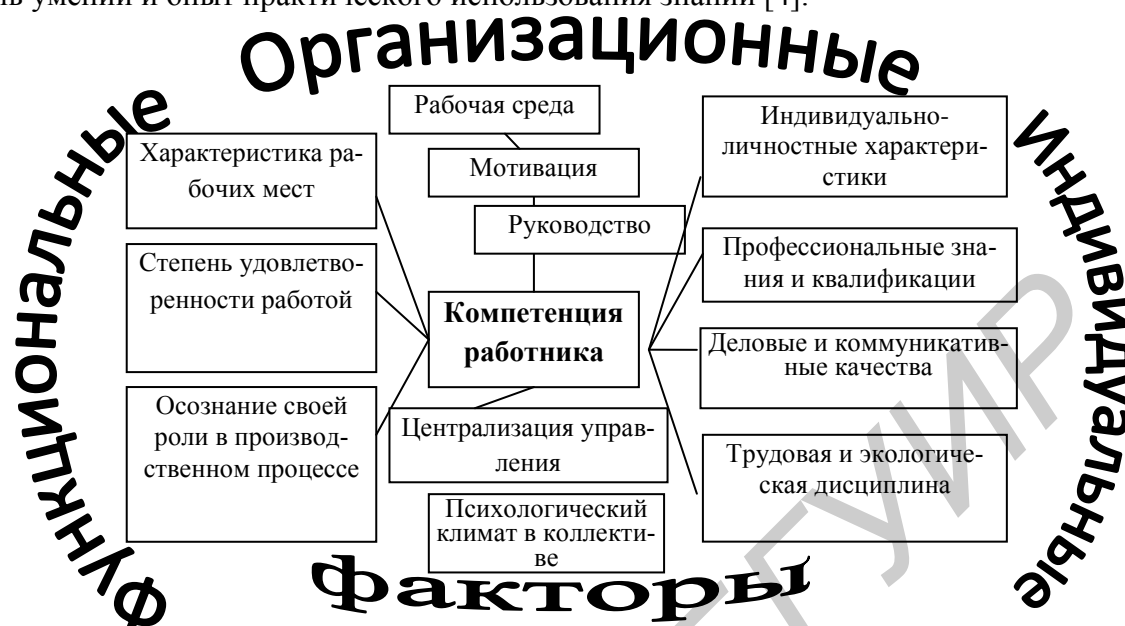 ь умений и опыт практического использования знаний [4].
Организационные
Функциональные
Индивидуальные
Рабочая среда
Мотивация
Руководство
Характеристика ра-
бочих мест
Степень удовлетво-
ренности работой
Осознание своей
роли в производ-
ственном процессе
Компетенция
работника
Централизация управ-
ления
Психологический
климат в коллекти-
ве
Индивидуально-
личностные характери-
стики
Профессиональные зна-
ния и квалификации
Деловые и коммуникатив-
ные качества
Трудовая и экологиче-
ская дисциплина
факторы
ГУИР